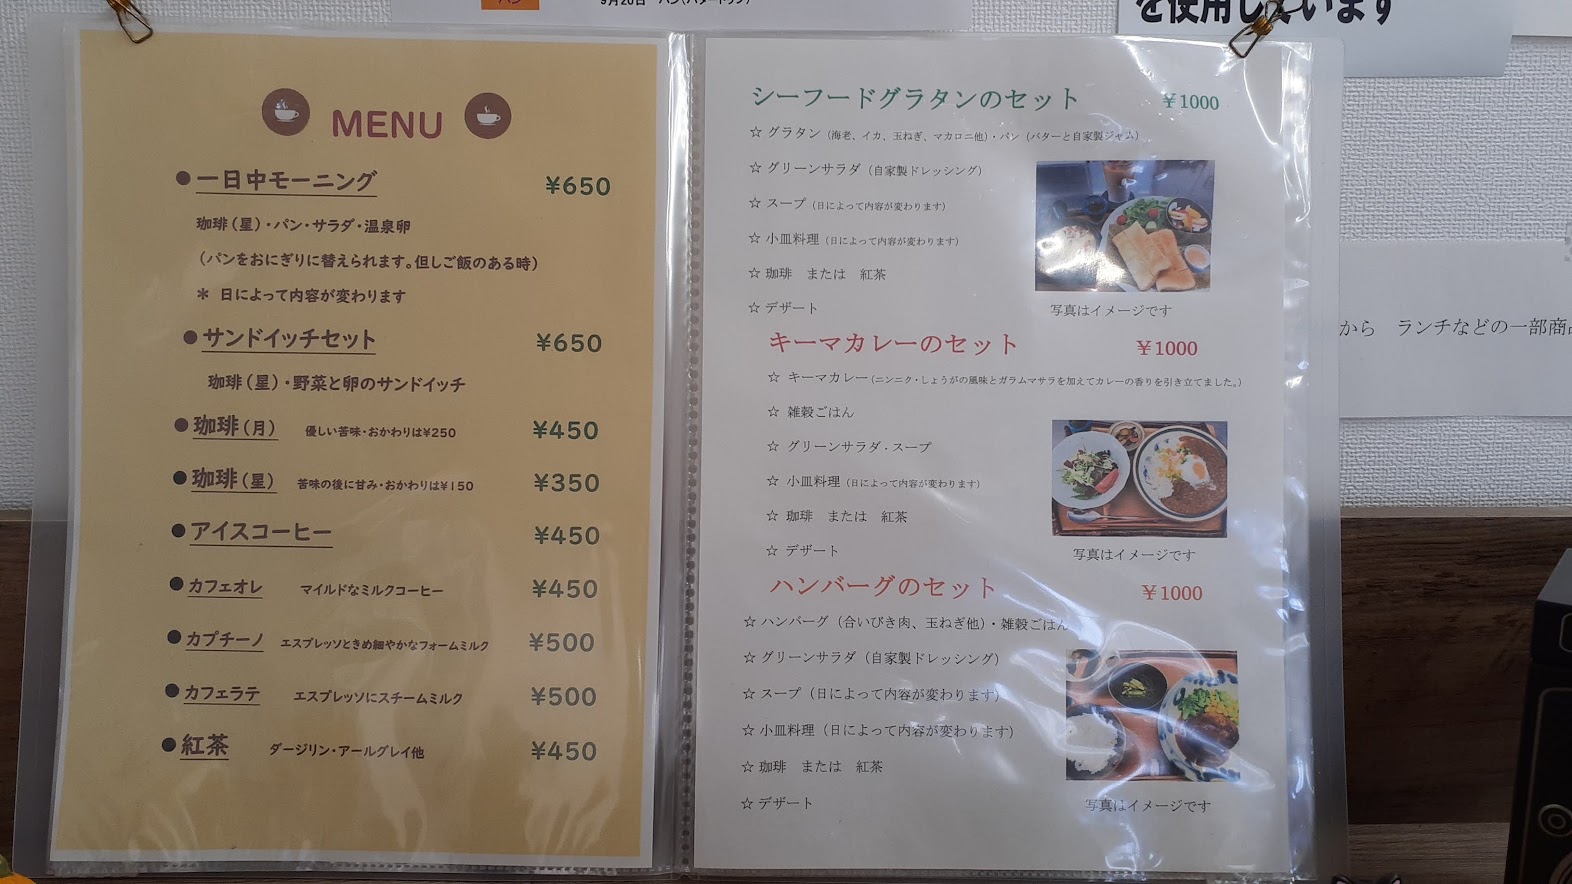 パン
9月20日
を使用しています
MENU
●一日中モーニング ¥650
珈琲(星)・パン・サラダ・温泉卵
(パンをおにぎりに替えられます。但しご飯のある時)
＊ 日によって内容が変わります
●サンドイッチセット ¥650
珈琲(星)・野菜と卵のサンドイッチ
●珈琲(月) 優しい苦味・おかわりは¥250 ¥450
●珈琲(星) 苦味の後に甘み・おかわりは¥150 ¥350
●アイスコーヒー ¥450
●カフェオレ マイルドなミルクコーヒー ¥450
●カプチーノ エスプレッソときめ細やかなフォームミルク ¥500
●カフェラテ エスプレッソにスチームミルク ¥500
●紅茶 ダージリン・アールグレイ他 ¥450
シーフードグラタンのセット ￥1000
☆ グラタン（海老、イカ、玉ねぎ、マカロニ他）・パン（バターと自家製ジャム）
☆ グリーンサラダ（自家製ドレッシング）
☆ スープ（日によって内容が変わります）
☆ 小皿料理（日によって内容が変わります）
☆ 珈琲 または 紅茶
☆ デザート
写真はイメージです
キーマカレーのセット ￥1000
☆ キーマカレー（ニンニク・しょうがの風味とガラムマサラを加えてカレーの香りを引き立てました。）
☆ 雑穀ごはん
☆ グリーンサラダ・スープ
☆ 小皿料理（日によって内容が変わります）
☆ 珈琲 または 紅茶
☆ デザート
写真はイメージです
ハンバーグのセット ￥1000
☆ ハンバーグ（合いびき肉、玉ねぎ他）・雑穀ごはん
☆ グリーンサラダ（自家製ドレッシング）
☆ スープ（日によって内容が変わります）
☆ 小皿料理（日によって内容が変わります）
☆ 珈琲 または 紅茶
☆ デザート
写真はイメージです
から ランチなどの一部商品